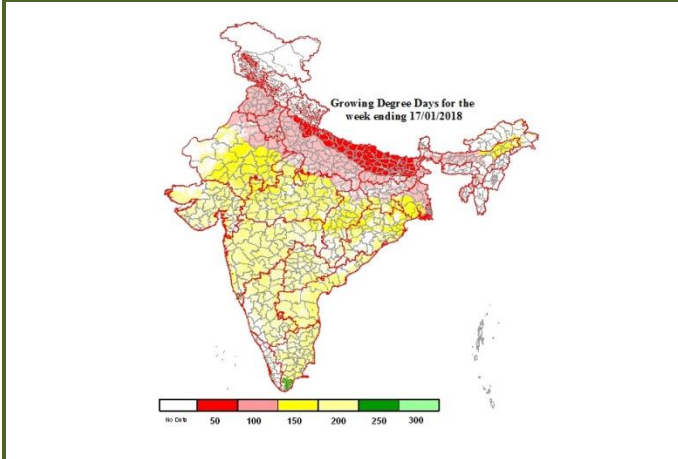 Growing Degree Days for the
week ending 17/01/2018
No Data 50 100 150 200 250 300